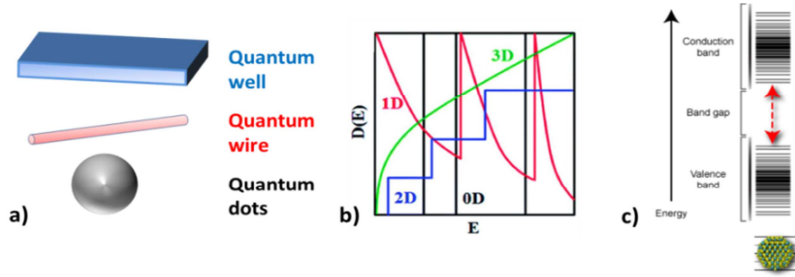 Quantum
well
Quantum
wire
Quantum
dots
a)
D(E)
1D
3D
2D
0D
E
b)
Conduction
band
Band gap
Valence
band
Energy
c)